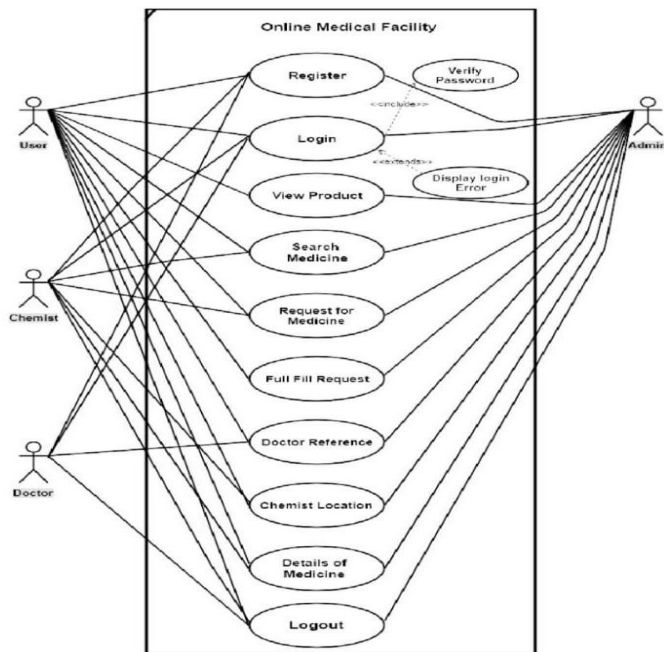 Online Medical Facility
Register
Verify
Password
<<include>>
User
Login
Admin
<<extends>>
View Product
Display login
Error
Search
Medicine
Chemist
Request for
Medicine
Full Fill Request
Doctor Reference
Doctor
Chemist Location
Details of
Medicine
Logout